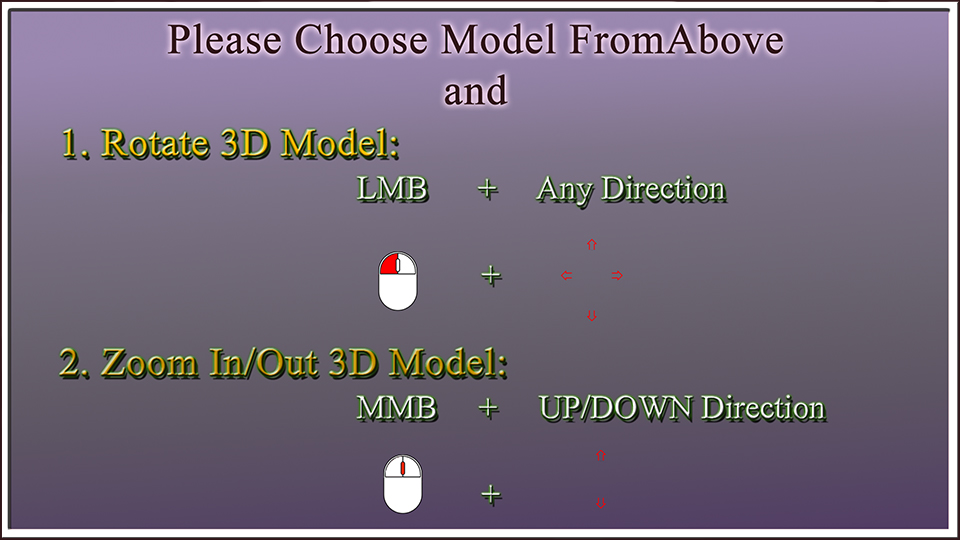 Please Choose Model FromAbove
and
1. Rotate 3D Model:
LMB + Any Direction
+
2. Zoom In/Out 3D Model:
MMB + UP/DOWN Direction
+